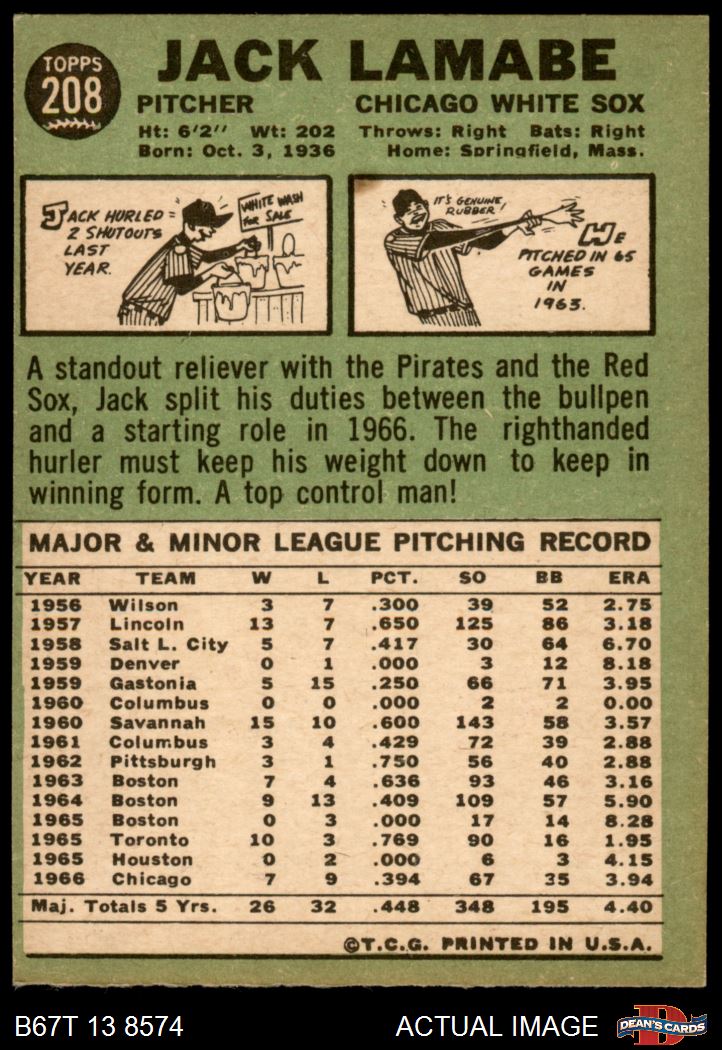 TOPPS
208
JACK LAMABE
PITCHER CHICAGO WHITE SOX
Ht: 6'2" Wt: 202 Throws: Right Bats: Right
Born: Oct. 3, 1936 Home: Springfield, Mass.
JACK HURLED
2 SHUTOUTS
LAST
YEAR.
WHITE WASH
FOR SALE
IT'S GENUINE
RUBBER!
HE
PITCHED IN 65
GAMES
IN
1963.
A standout reliever with the Pirates and the Red
Sox, Jack split his duties between the bullpen
and a starting role in 1966. The righthanded
hurler must keep his weight down to keep in
winning form. A top control man!
MAJOR & MINOR LEAGUE PITCHING RECORD
YEAR TEAM W L PCT. SO BB ERA
1956 Wilson 3 7 .300 39 52 2.75
1957 Lincoln 13 7 .650 125 86 3.18
1958 Salt L. City 5 7 .417 30 64 6.70
1959 Denver 0 1 .000 3 12 8.18
1959 Gastonia 5 15 .250 66 71 3.95
1960 Columbus 0 0 .000 2 2 0.00
1960 Savannah 15 10 .600 143 58 3.57
1961 Columbus 3 4 .429 72 39 2.88
1962 Pittsburgh 3 1 .750 56 40 2.88
1963 Boston 7 4 .636 93 46 3.16
1964 Boston 9 13 .409 109 57 5.90
1965 Boston 0 3 .000 17 14 8.28
1965 Toronto 10 3 .769 90 16 1.95
1965 Houston 0 2 .000 6 3 4.15
1966 Chicago 7 9 .394 67 35 3.94
Maj. Totals 5 Yrs. 26 32 .448 348 195 4.40
©T.C.G. PRINTED IN U.S.A.
B67T 13 8574 ACTUAL IMAGE
D
DEAN'S CARDS